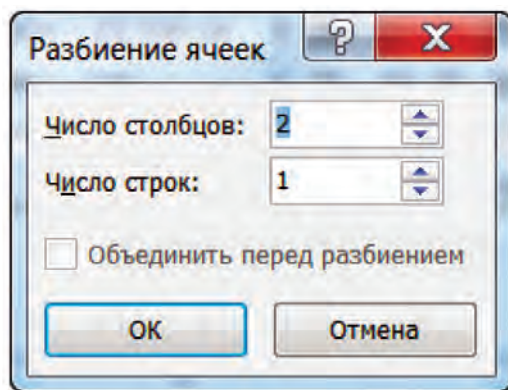 Разбиение ячеек
Число столбцов: 2
Число строк: 1
Объединить перед разбиением
ОК Отмена